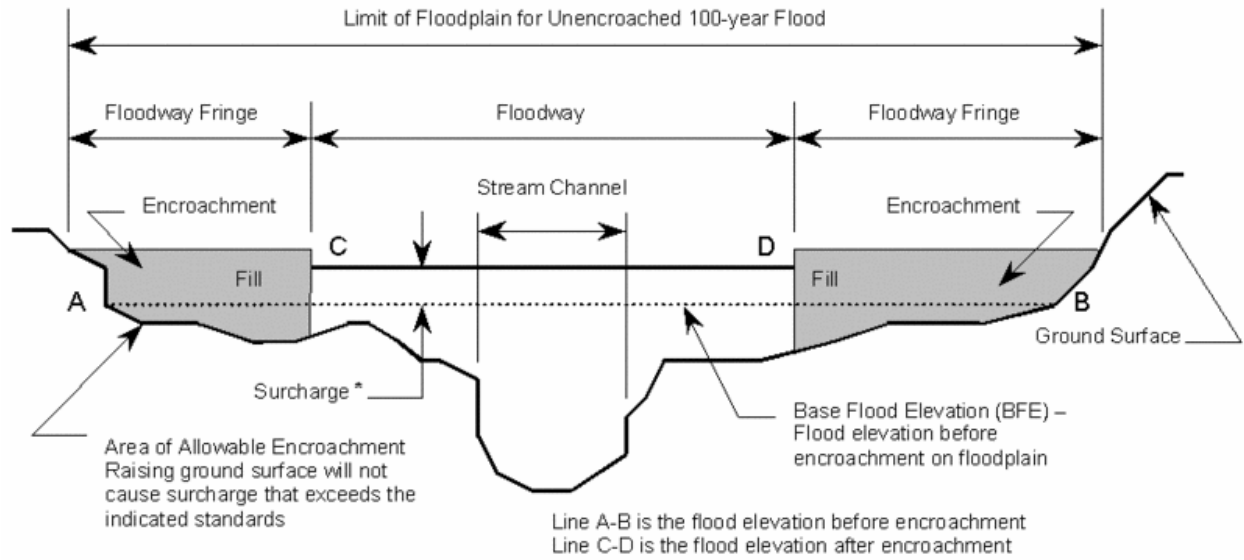 Limit of Floodplain for Unencroached 100-year Flood
Floodway Fringe
Floodway
Floodway Fringe
Stream Channel
Encroachment
Encroachment
C
D
Fill
Fill
A
B
Ground Surface
Surcharge *
Base Flood Elevation (BFE) –
Flood elevation before
encroachment on floodplain
Area of Allowable Encroachment
Raising ground surface will not
cause surcharge that exceeds the
indicated standards
Line A-B is the flood elevation before encroachment
Line C-D is the flood elevation after encroachment